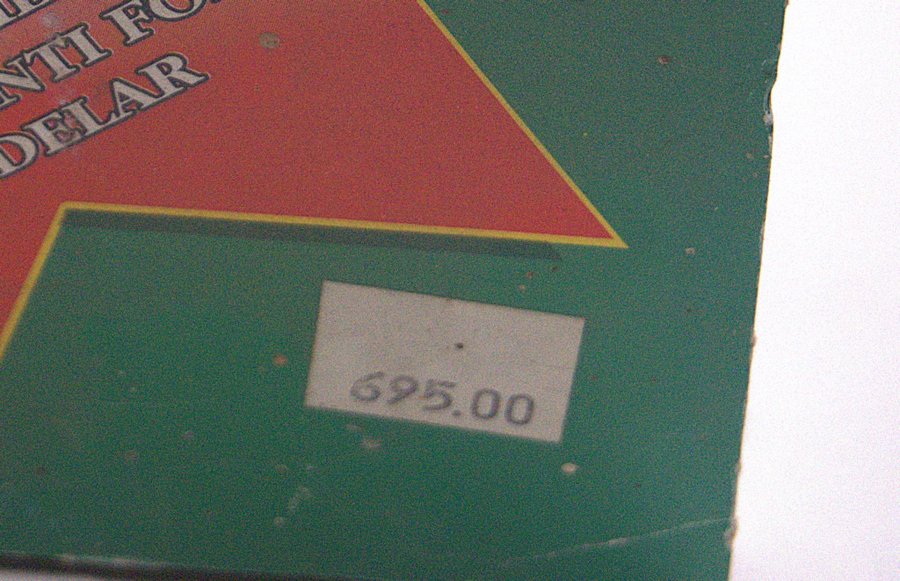 NTI FO
DELAR
695.00